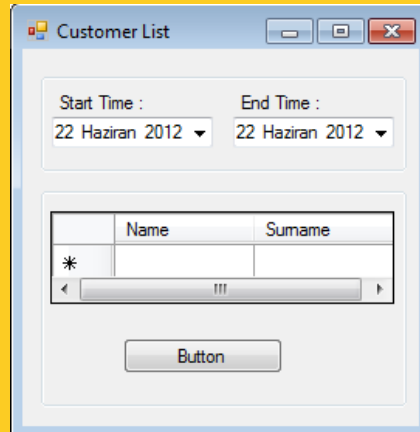 Customer List
Start Time : End Time :
22 Haziran 2012 22 Haziran 2012
Name Surname
Button